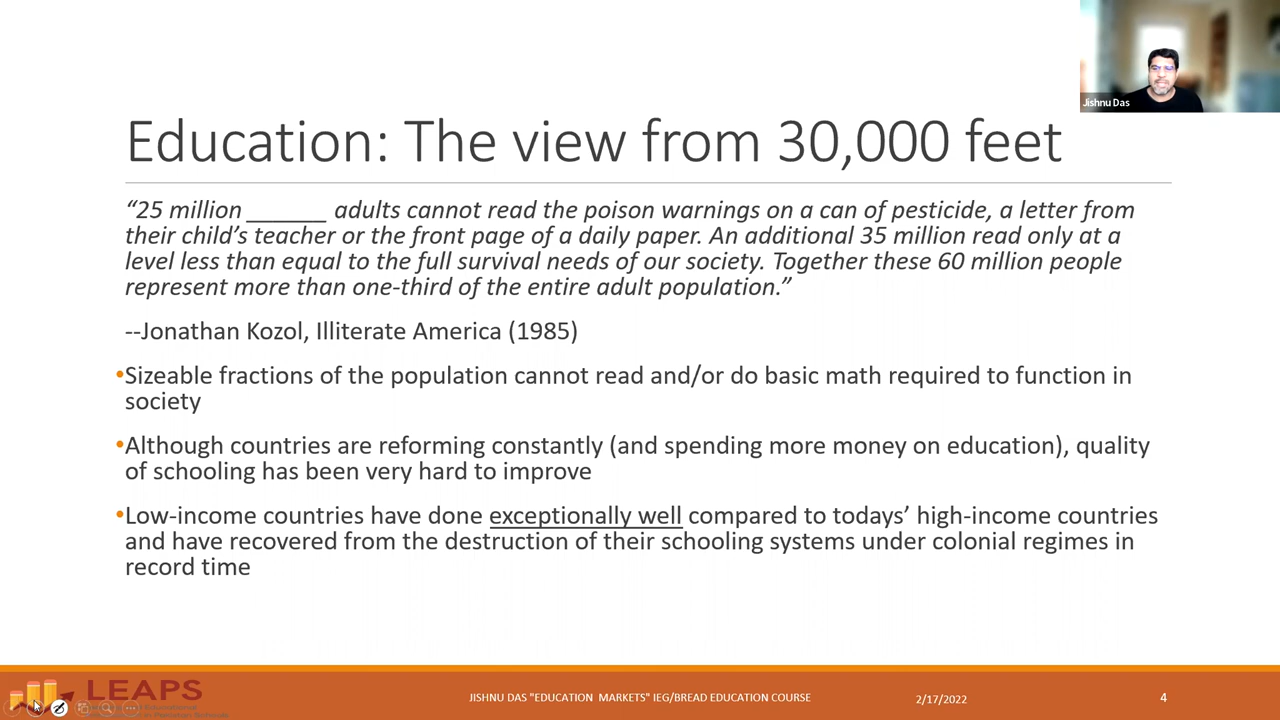 Jishnu Das
Education: The view from 30,000 feet
“25 million ______ adults cannot read the poison warnings on a can of pesticide, a letter from
their child’s teacher or the front page of a daily paper. An additional 35 million read only at a
level less than equal to the full survival needs of our society. Together these 60 million people
represent more than one-third of the entire adult population.”
--Jonathan Kozol, Illiterate America (1985)
•Sizeable fractions of the population cannot read and/or do basic math required to function in
society
•Although countries are reforming constantly (and spending more money on education), quality
of schooling has been very hard to improve
•Low-income countries have done exceptionally well compared to todays’ high-income countries
and have recovered from the destruction of their schooling systems under colonial regimes in
record time
LEAPS
JISHNU DAS "EDUCATION MARKETS" IEG/BREAD EDUCATION COURSE
2/17/2022
4